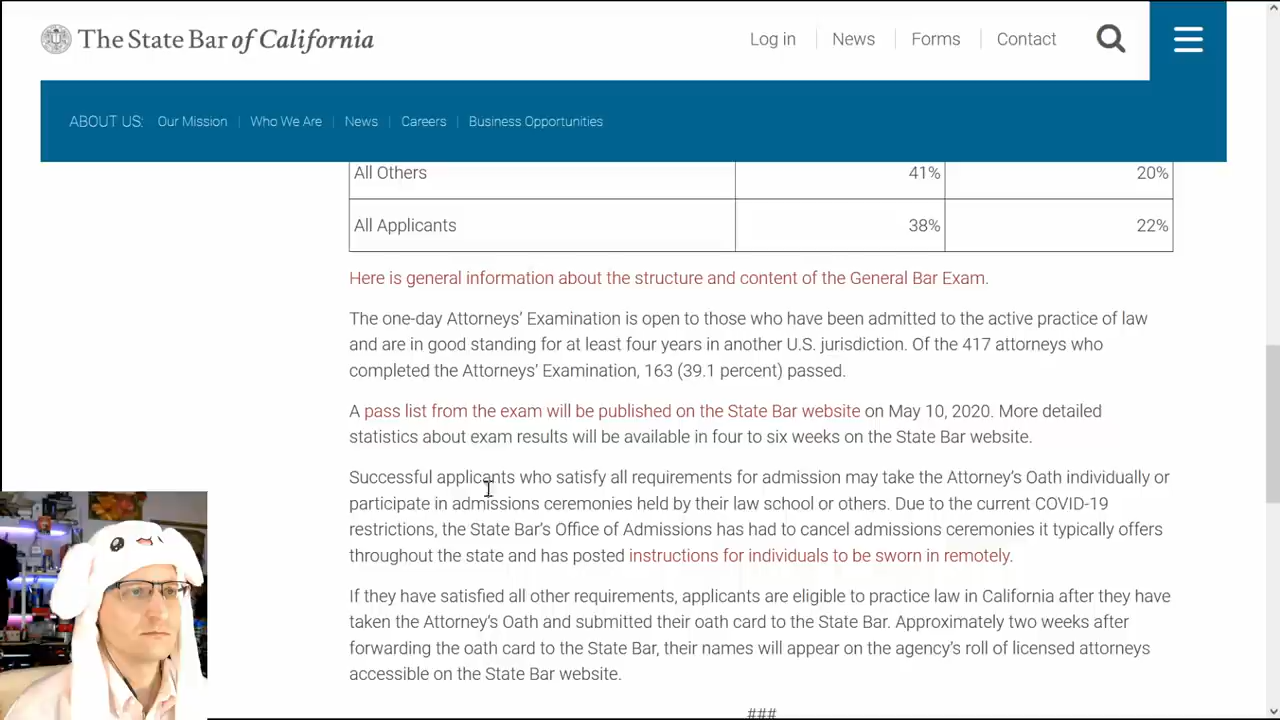 The State Bar of California
Log in
News
Forms
Contact
ABOUT US:
Our Mission
Who We Are
News
Careers
Business Opportunities
All Others 41% 20%
All Applicants 38% 22%
Here is general information about the structure and content of the General Bar Exam.
The one-day Attorneys’ Examination is open to those who have been admitted to the active practice of law
and are in good standing for at least four years in another U.S. jurisdiction. Of the 417 attorneys who
completed the Attorneys’ Examination, 163 (39.1 percent) passed.
A pass list from the exam will be published on the State Bar website on May 10, 2020. More detailed
statistics about exam results will be available in four to six weeks on the State Bar website.
Successful applicants who satisfy all requirements for admission may take the Attorney’s Oath individually or
participate in admissions ceremonies held by their law school or others. Due to the current COVID-19
restrictions, the State Bar’s Office of Admissions has had to cancel admissions ceremonies it typically offers
throughout the state and has posted instructions for individuals to be sworn in remotely.
If they have satisfied all other requirements, applicants are eligible to practice law in California after they have
taken the Attorney’s Oath and submitted their oath card to the State Bar. Approximately two weeks after
forwarding the oath card to the State Bar, their names will appear on the agency’s roll of licensed attorneys
accessible on the State Bar website.
###